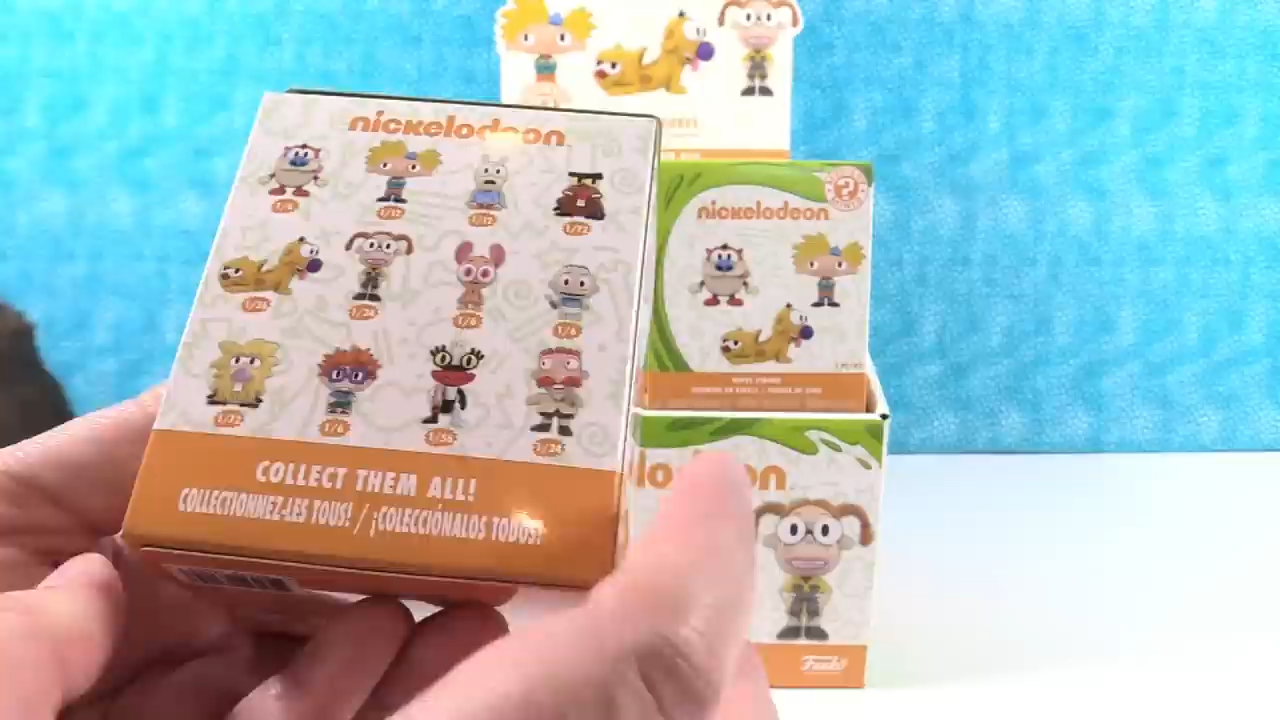 nickelodeon
1/6
1/12
1/12
1/72
1/24
1/24
1/6
1/6
1/72
1/6
1/36
1/24
COLLECT THEM ALL!
COLLECTIONNEZ-LES TOUS! / ¡COLECCIÓNALOS TODOS!
?
nickelodeon
lodeon
Funko